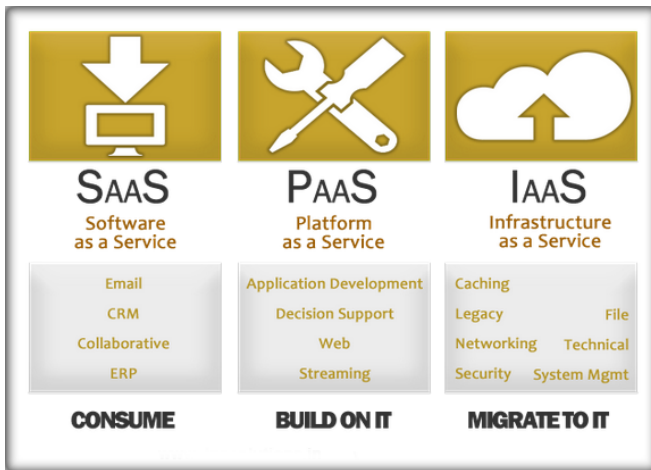 SaaS
Software
as a Service
Email
CRM
Collaborative
ERP
CONSUME
PaaS
Platform
as a Service
Application Development
Decision Support
Web
Streaming
BUILD ON IT
IaaS
Infrastructure
as a Service
Caching
Legacy File
Networking Technical
Security System Mgmt
MIGRATE TO IT